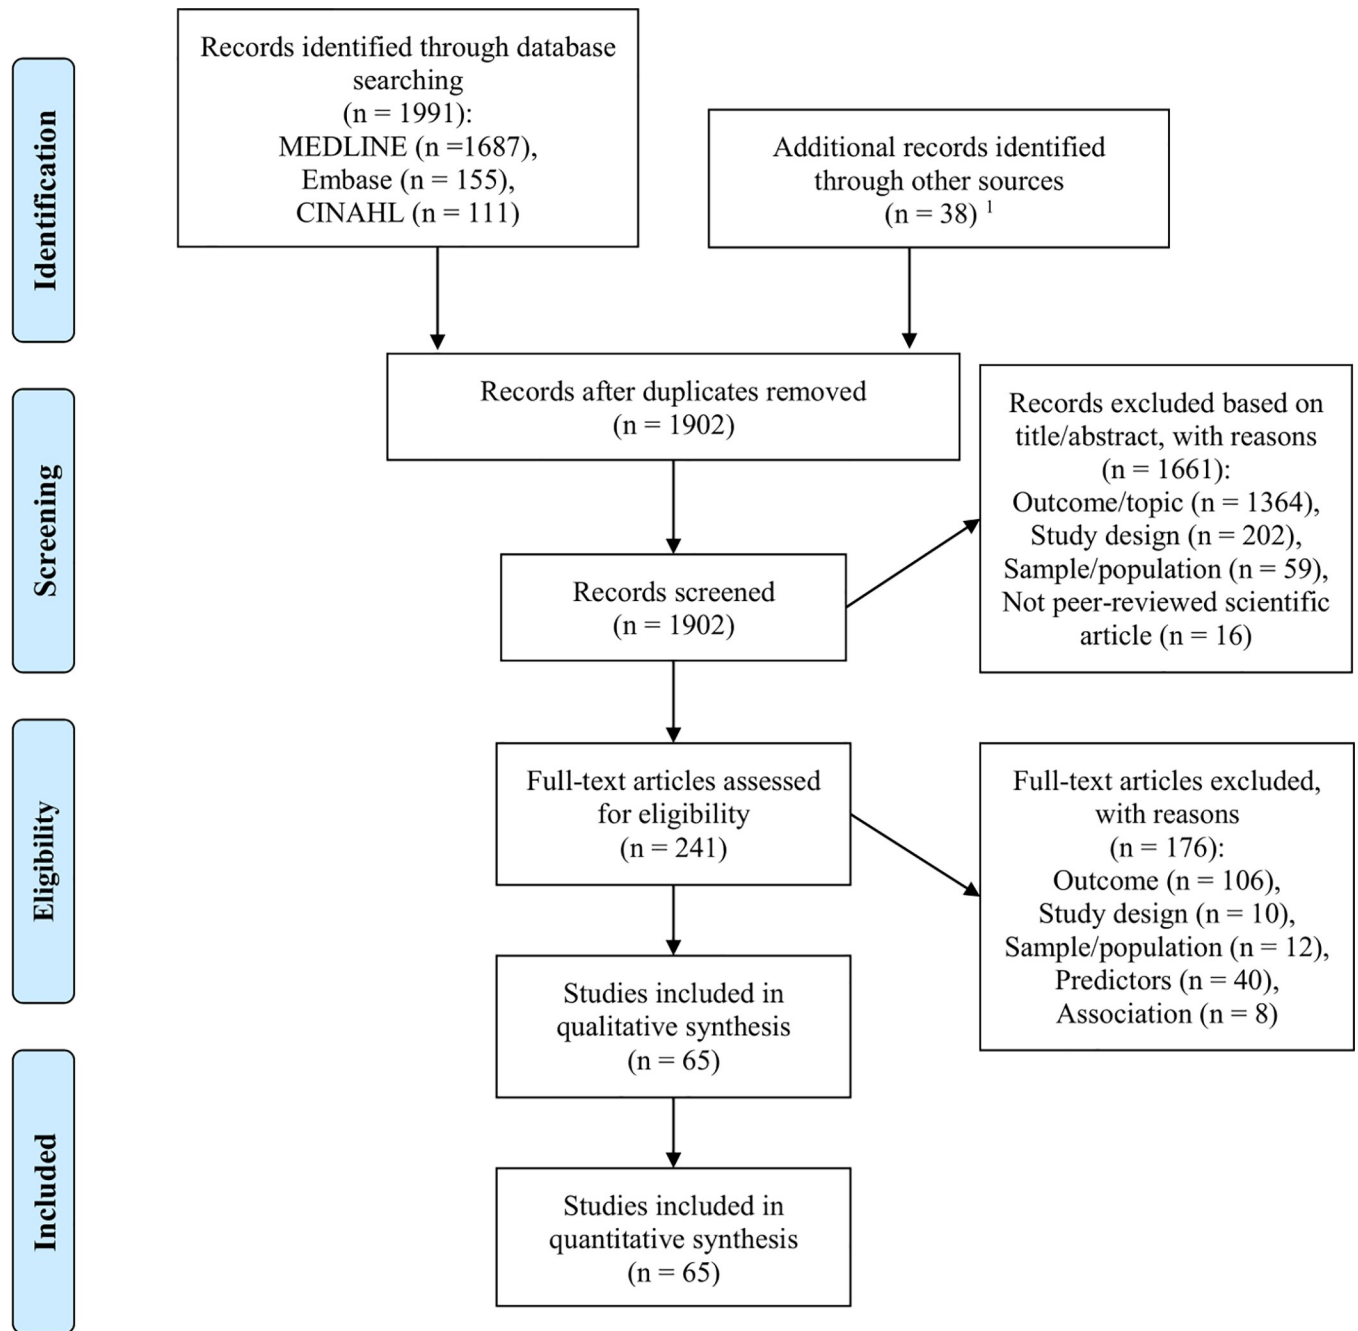 Identification
Records identified through database
searching
(n = 1991):
MEDLINE (n =1687),
Embase (n = 155),
CINAHL (n = 111)
Additional records identified
through other sources
(n = 38) 1
Screening
Records after duplicates removed
(n = 1902)
Records excluded based on
title/abstract, with reasons
(n = 1661):
Outcome/topic (n = 1364),
Study design (n = 202),
Sample/population (n = 59),
Not peer-reviewed scientific
article (n = 16)
Records screened
(n = 1902)
Eligibility
Full-text articles assessed
for eligibility
(n = 241)
Full-text articles excluded,
with reasons
(n = 176):
Outcome (n = 106),
Study design (n = 10),
Sample/population (n = 12),
Predictors (n = 40),
Association (n = 8)
Studies included in
qualitative synthesis
(n = 65)
Included
Studies included in
quantitative synthesis
(n = 65)